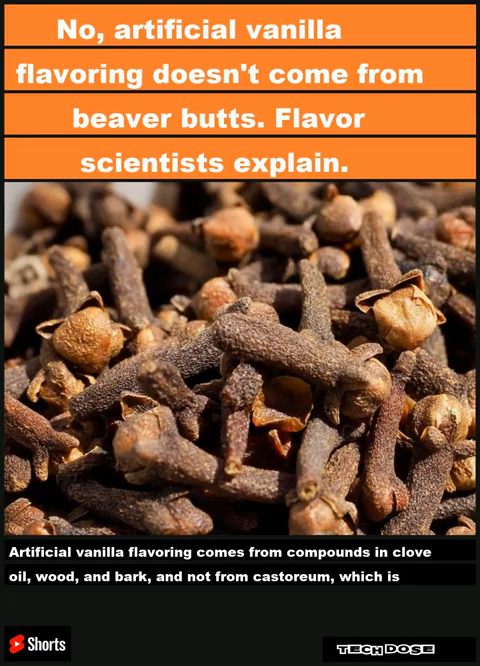 No, artificial vanilla
flavoring doesn't come from
beaver butts. Flavor
scientists explain.
Artificial vanilla flavoring comes from compounds in clove
oil, wood, and bark, and not from castoreum, which is
Shorts
TECH DOSE